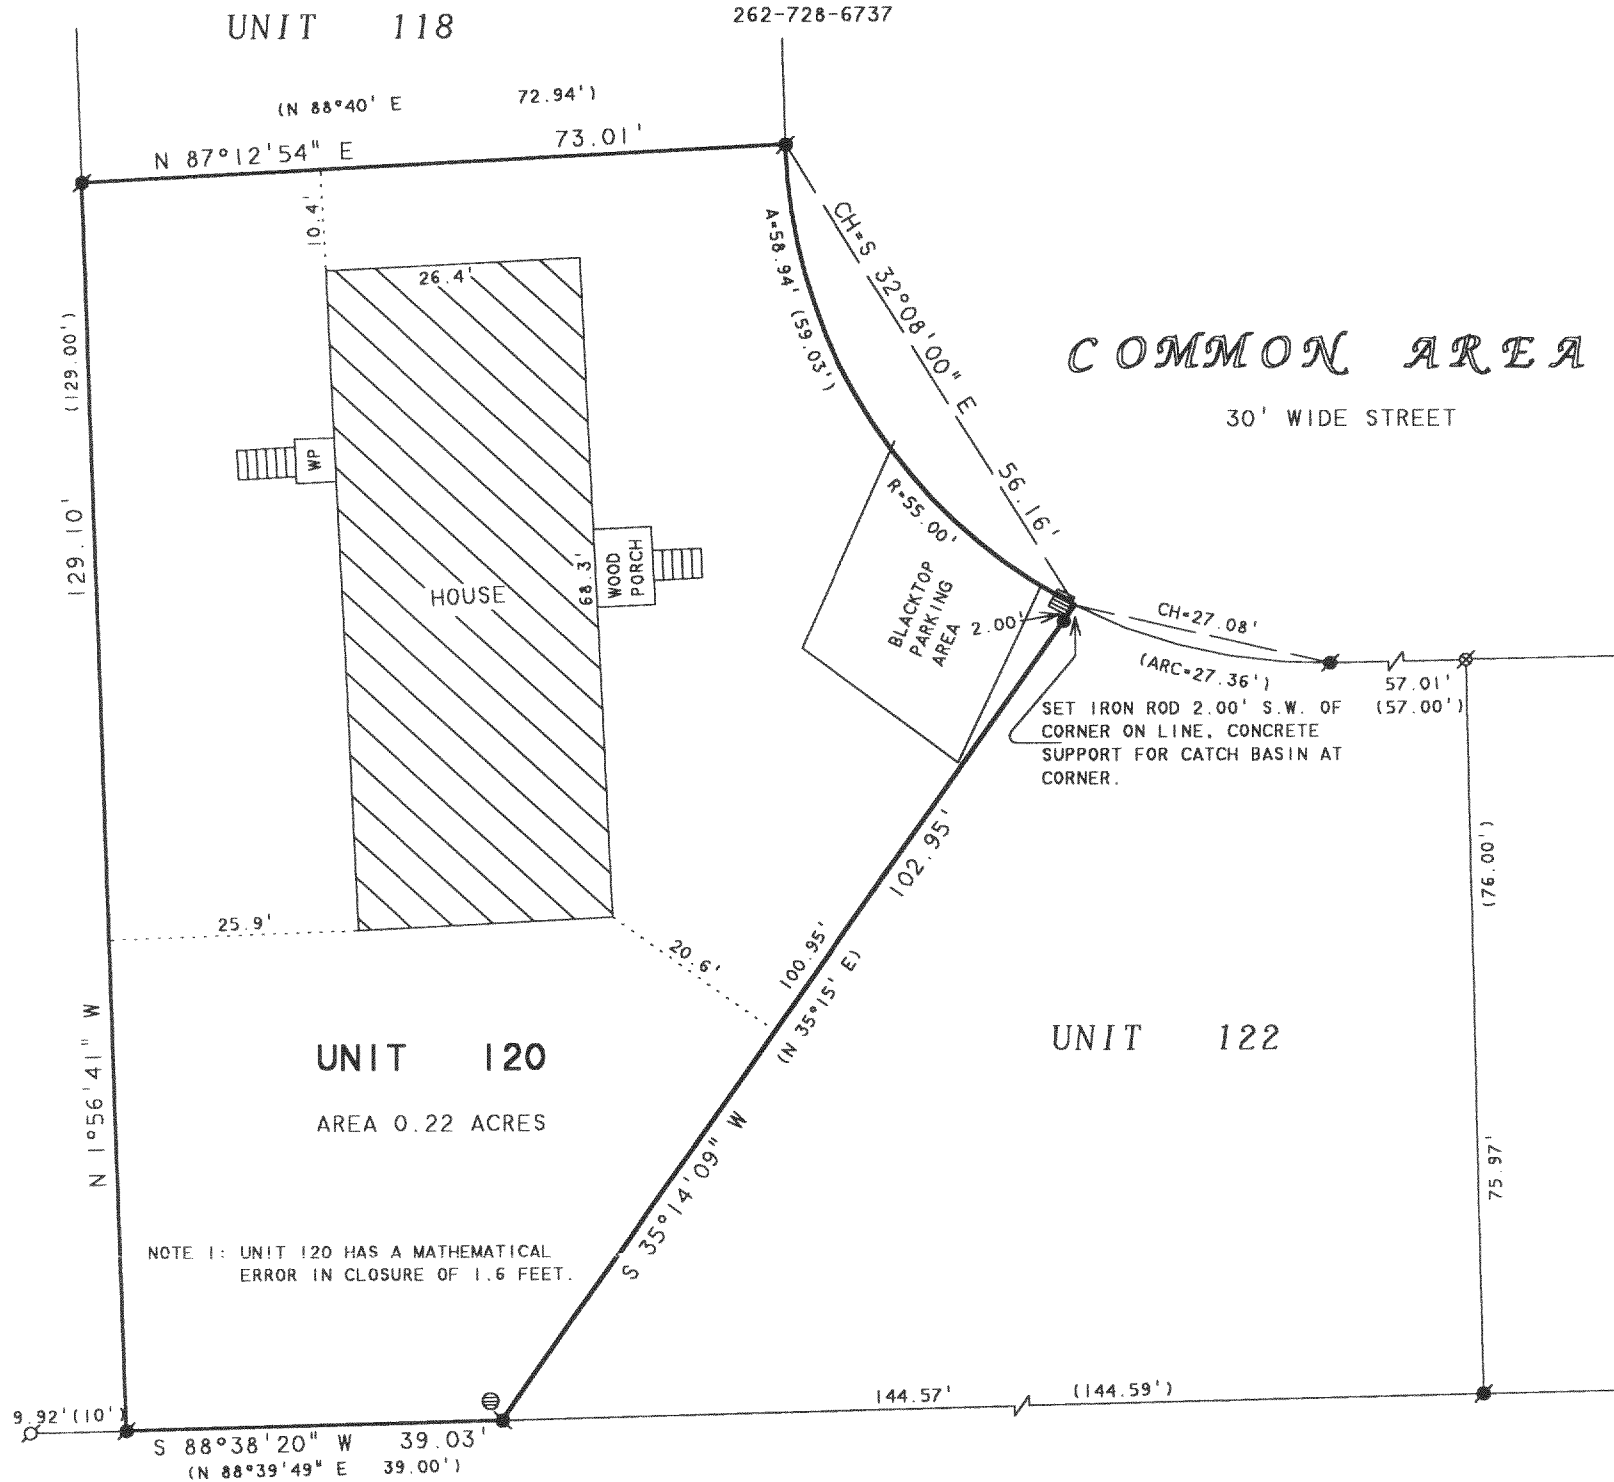 UNIT 118
262-728-6737
(N 88°40' E 72.94')
N 87°12'54" E 73.01'
10.4'
26.4'
A=58.94' (59.03')
CH=S 32°08'00" E 56.16'
COMMON AREA
30' WIDE STREET
(129.00')
129.10'
WP
HOUSE
68.3'
WOOD
PORCH
R=55.00'
BLACKTOP
PARKING
AREA
2.00'
CH=27.08'
(ARC=27.36')
57.01'
(57.00')
SET IRON ROD 2.00' S.W. OF
CORNER ON LINE, CONCRETE
SUPPORT FOR CATCH BASIN AT
CORNER.
102.95'
(76.00')
25.9'
20.6'
100.95'
(N 35°15' E)
N 1°56'41" W
UNIT 120
AREA 0.22 ACRES
UNIT 122
S 35°14'09" W
75.97'
NOTE 1: UNIT 120 HAS A MATHEMATICAL
ERROR IN CLOSURE OF 1.6 FEET.
9.92'(10')
144.57' (144.59')
S 88°38'20" W 39.03'
(N 88°39'49" E 39.00')